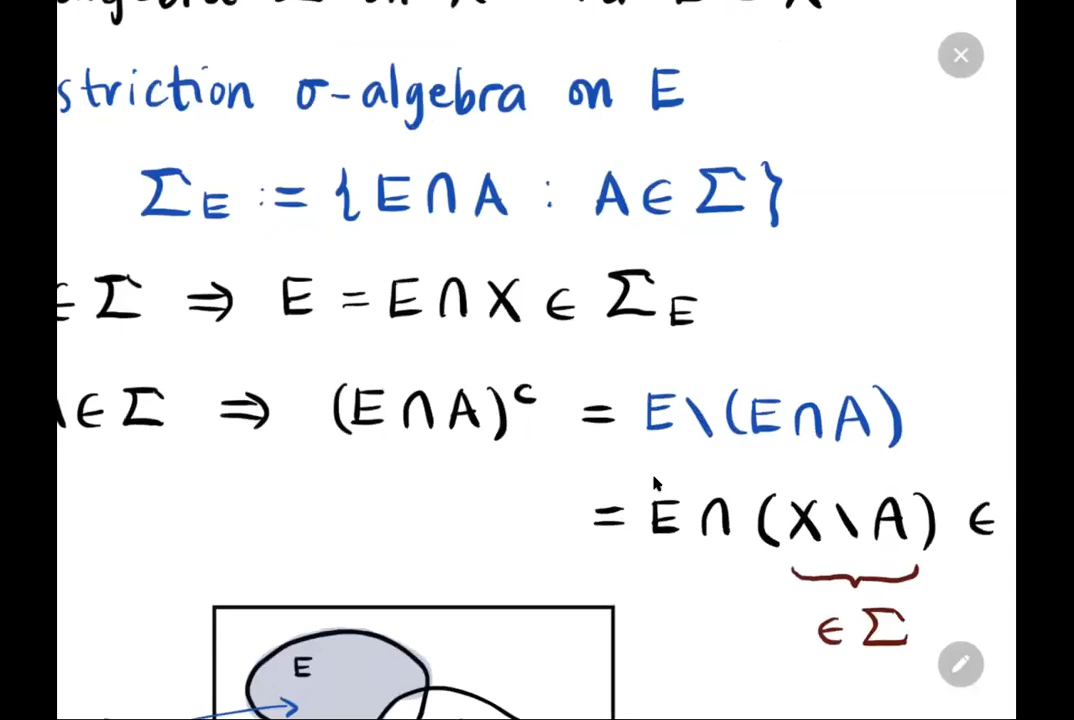 striction σ-algebra on E
Σ_E := {E∩A : A∈Σ}
∈ Σ ⇒ E = E∩X ∈ Σ_E
∈ Σ ⇒ (E∩A)ᶜ = E\(E∩A)
= E∩(X\A) ∈
∈ Σ
E